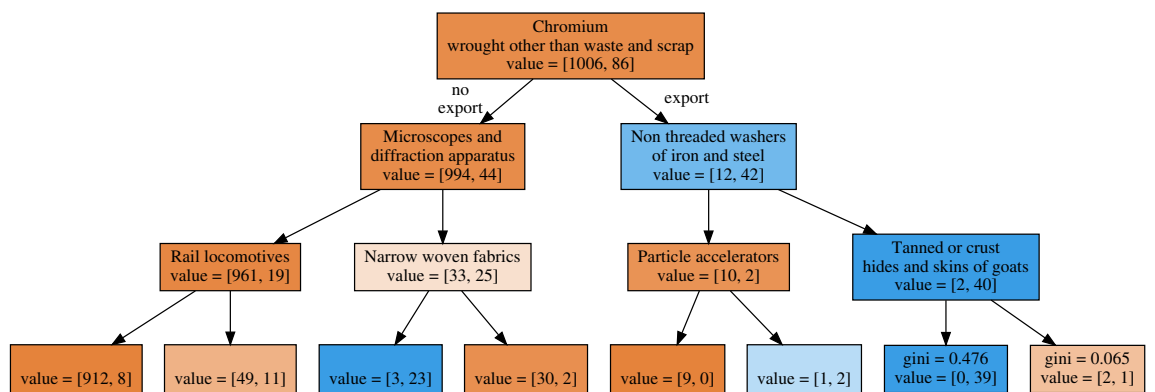 Chromium
wrought other than waste and scrap
value = [1006, 86]
no
export
export
Microscopes and
diffraction apparatus
value = [994, 44]
Non threaded washers
of iron and steel
value = [12, 42]
Rail locomotives
value = [961, 19]
Narrow woven fabrics
value = [33, 25]
Particle accelerators
value = [10, 2]
Tanned or crust
hides and skins of goats
value = [2, 40]
value = [912, 8]
value = [49, 11]
value = [3, 23]
value = [30, 2]
value = [9, 0]
value = [1, 2]
gini = 0.476
value = [0, 39]
gini = 0.065
value = [2, 1]